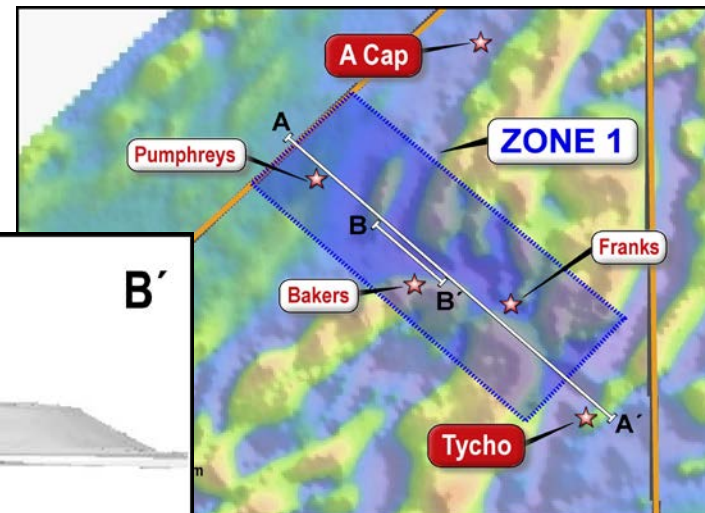 A Cap
A
ZONE 1
Pumphreys
B
Franks
B´
Bakers
B´
A´
Tycho
m